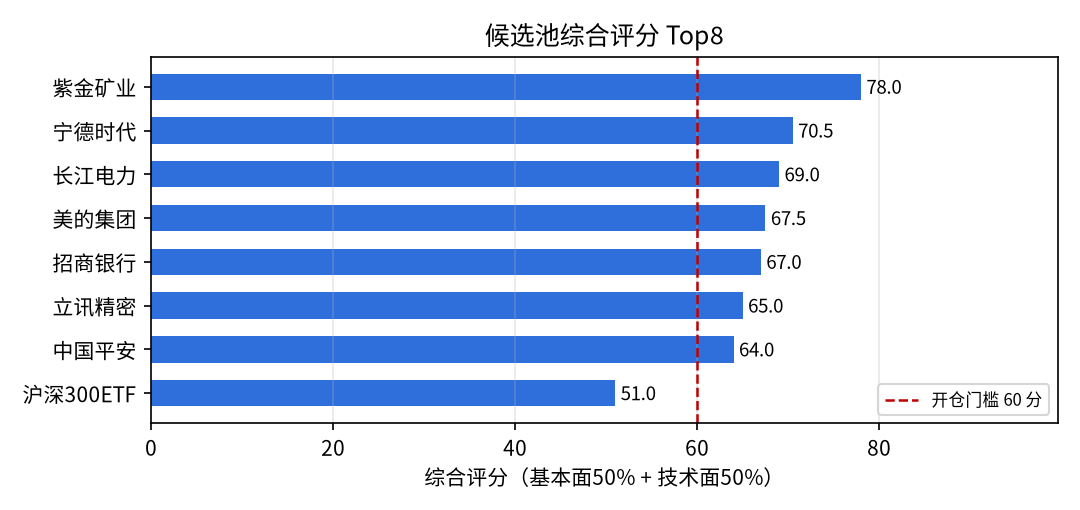 候选池综合评分 Top8
紫金矿业 78.0
宁德时代 70.5
长江电力 69.0
美的集团 67.5
招商银行 67.0
立讯精密 65.0
中国平安 64.0
沪深300ETF 51.0
开仓门槛 60 分
0 20 40 60 80
综合评分（基本面50% + 技术面50%）